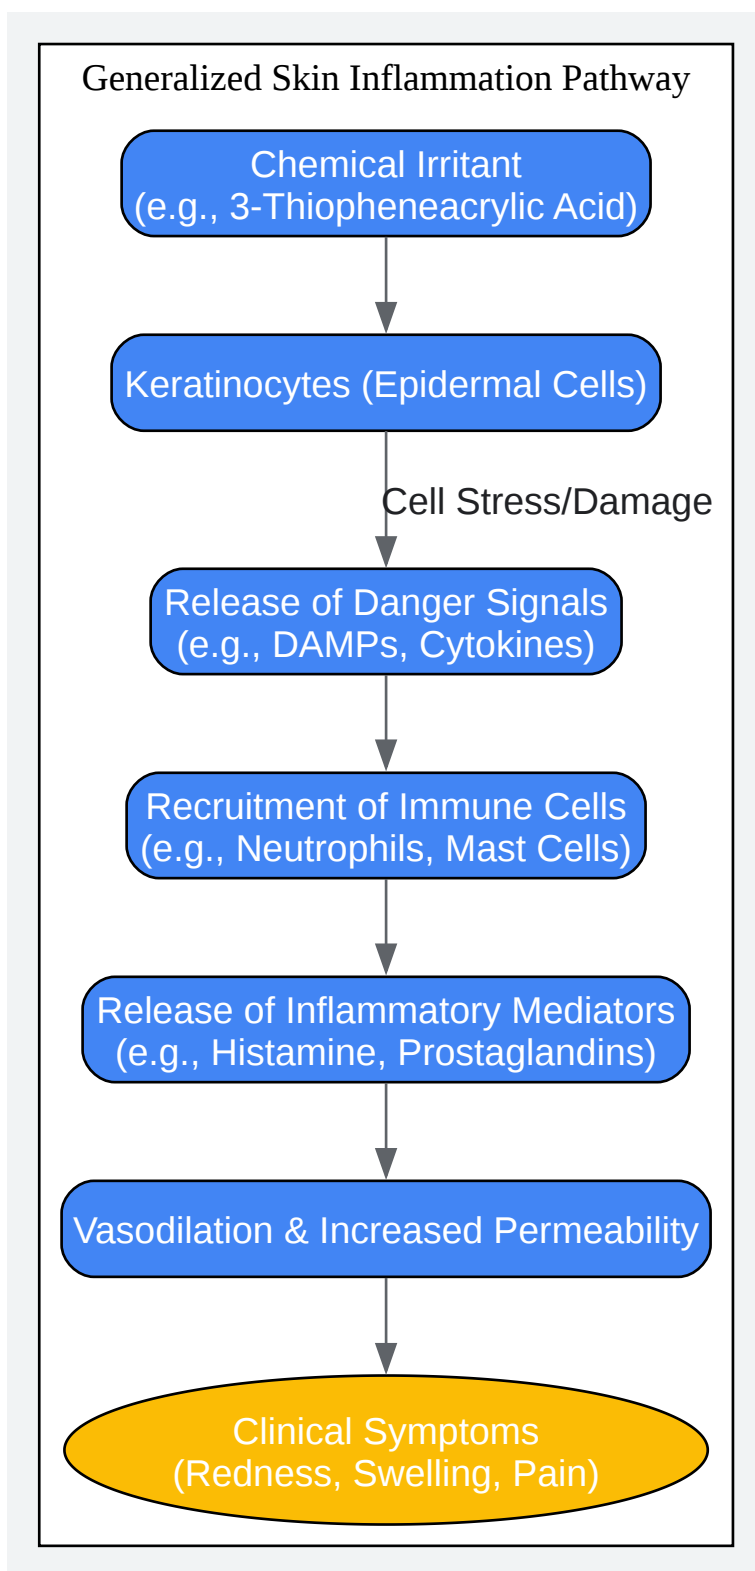 Generalized Skin Inflammation Pathway
Chemical Irritant
(e.g., 3-Thiopheneacrylic Acid)
Keratinocytes (Epidermal Cells)
Cell Stress/Damage
Release of Danger Signals
(e.g., DAMPs, Cytokines)
Recruitment of Immune Cells
(e.g., Neutrophils, Mast Cells)
Release of Inflammatory Mediators
(e.g., Histamine, Prostaglandins)
Vasodilation & Increased Permeability
Clinical Symptoms
(Redness, Swelling, Pain)